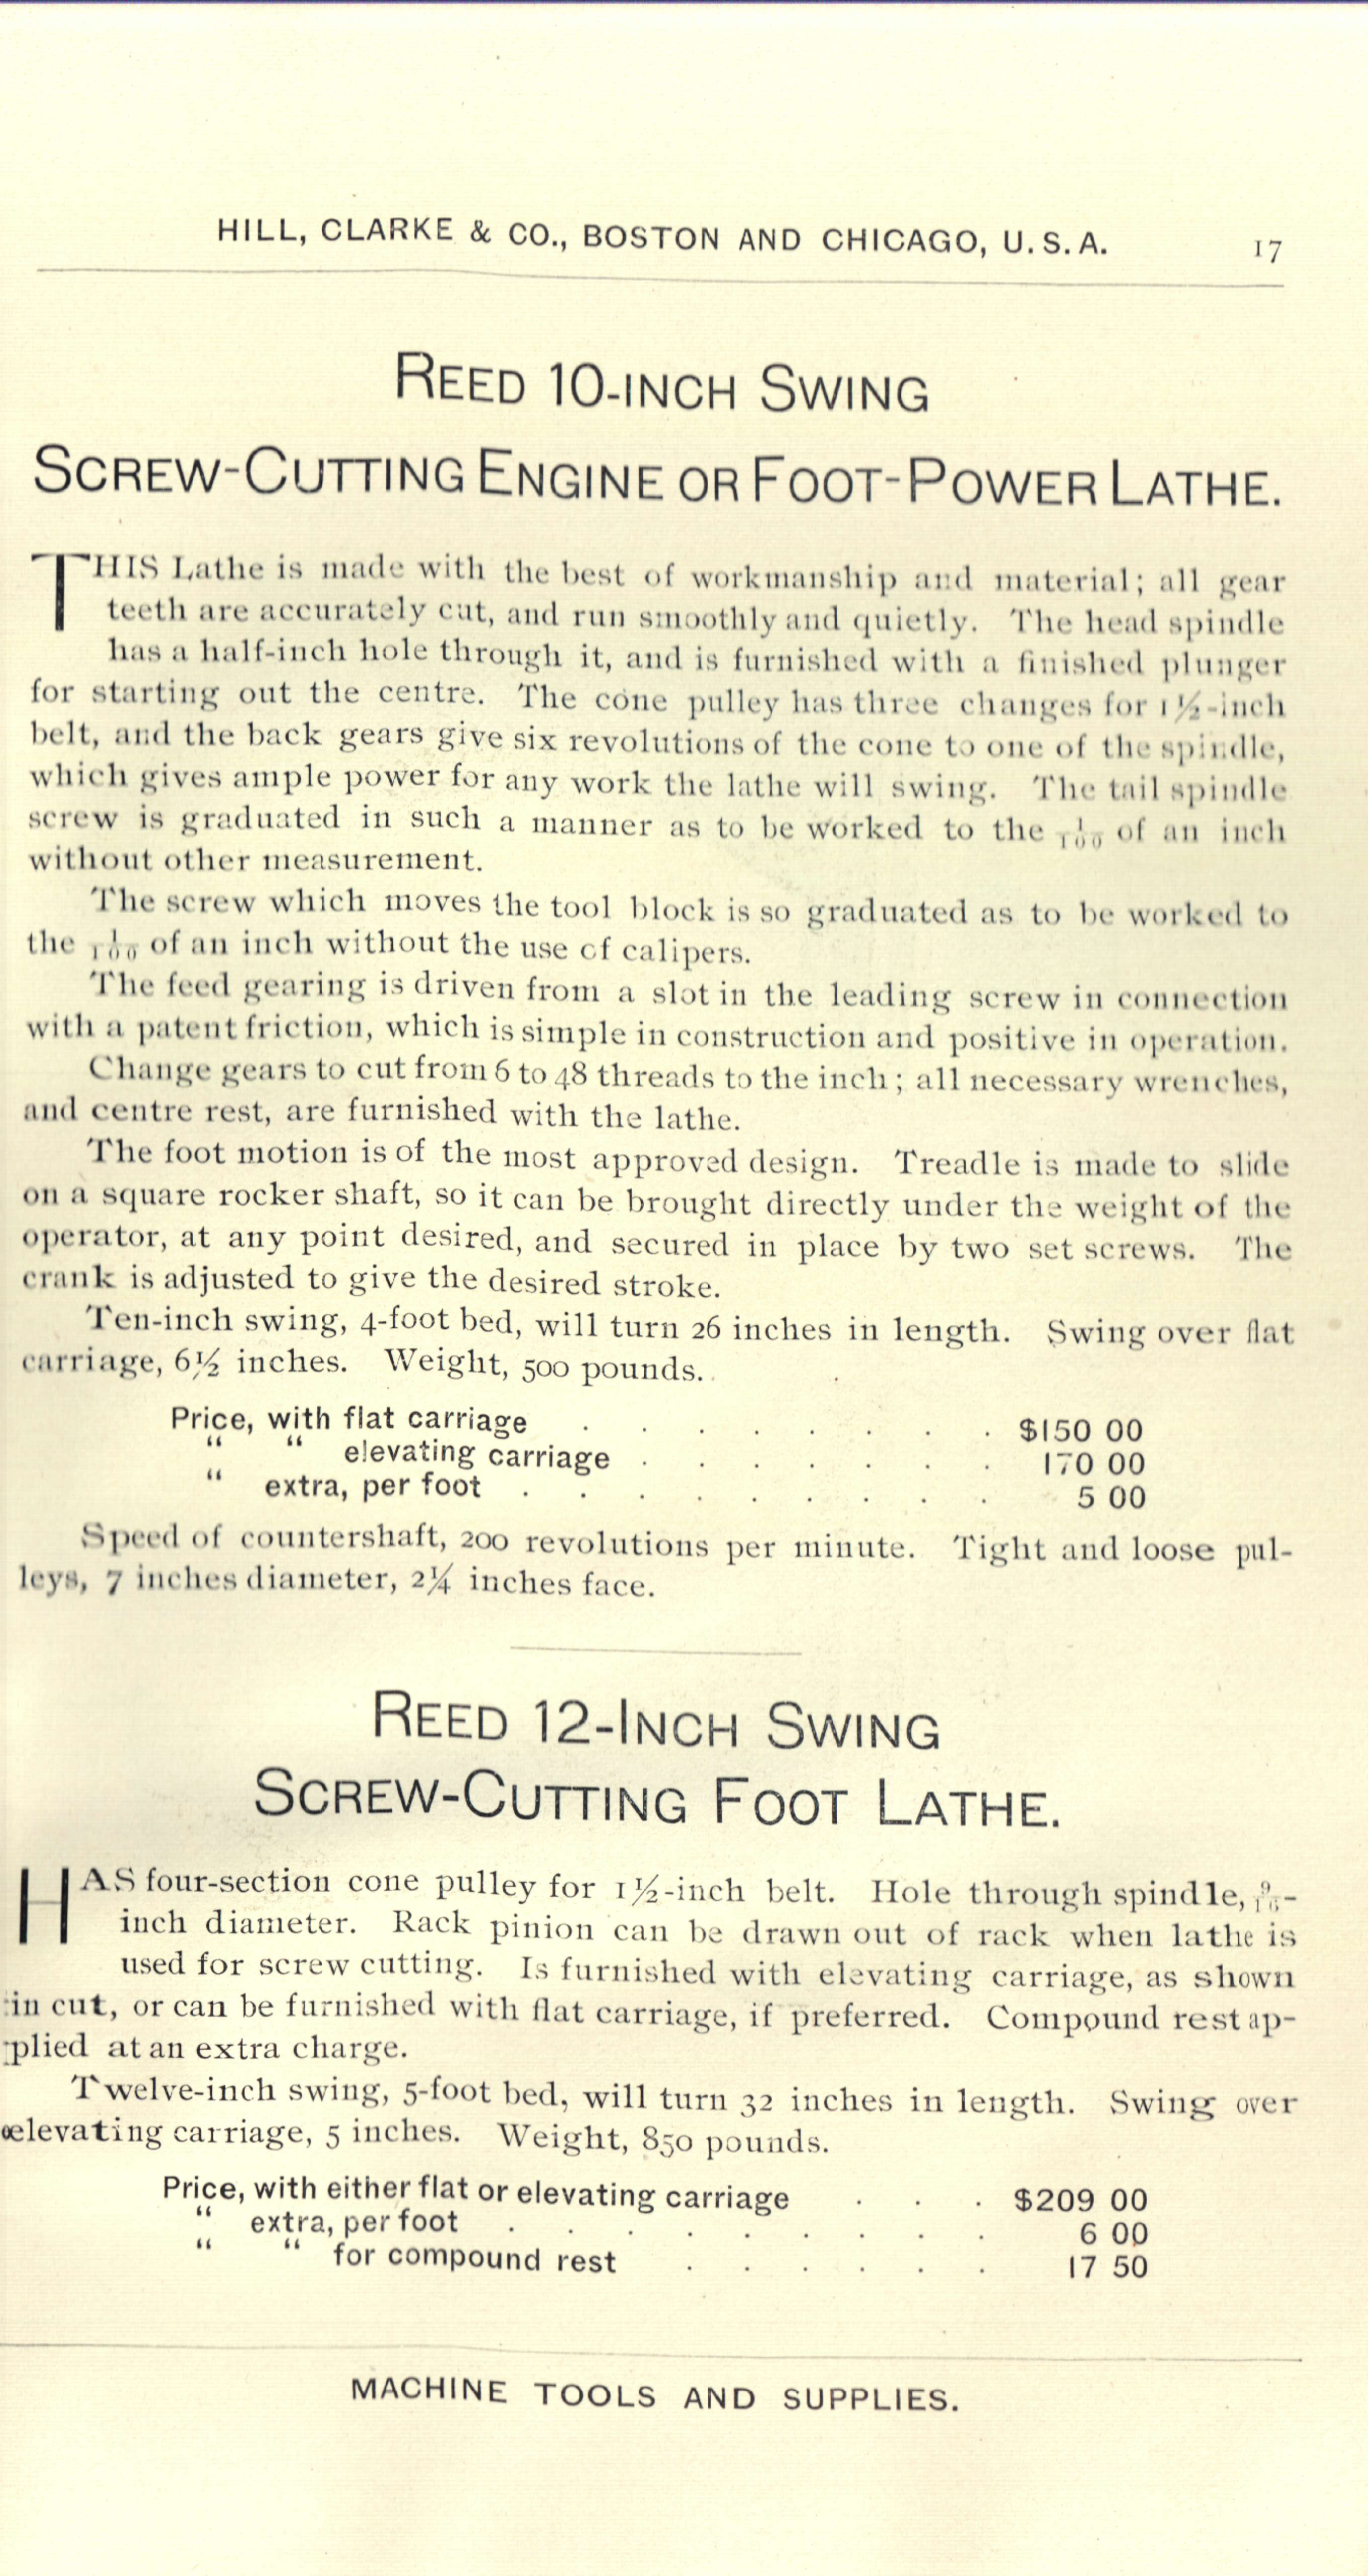 HILL, CLARKE & CO., BOSTON AND CHICAGO, U.S.A. 17
REED 10-INCH SWING
SCREW-CUTTING ENGINE OR FOOT-POWER LATHE.
THIS Lathe is made with the best of workmanship and material; all gear
teeth are accurately cut, and run smoothly and quietly. The head spindle
has a half-inch hole through it, and is furnished with a finished plunger
for starting out the centre. The cone pulley has three changes for 1½-inch
belt, and the back gears give six revolutions of the cone to one of the spindle,
which gives ample power for any work the lathe will swing. The tail spindle
screw is graduated in such a manner as to be worked to the 1/100 of an inch
without other measurement.
The screw which moves the tool block is so graduated as to be worked to
the 1/100 of an inch without the use of calipers.
The feed gearing is driven from a slot in the leading screw in connection
with a patent friction, which is simple in construction and positive in operation.
Change gears to cut from 6 to 48 threads to the inch; all necessary wrenches,
and centre rest, are furnished with the lathe.
The foot motion is of the most approved design. Treadle is made to slide
on a square rocker shaft, so it can be brought directly under the weight of the
operator, at any point desired, and secured in place by two set screws. The
crank is adjusted to give the desired stroke.
Ten-inch swing, 4-foot bed, will turn 26 inches in length. Swing over flat
carriage, 6½ inches. Weight, 500 pounds.
Price, with flat carriage . . . . . . . . $150 00
" " elevating carriage . . . . . . . 170 00
" extra, per foot . . . . . . . . . 5 00
Speed of countershaft, 200 revolutions per minute. Tight and loose pul-
leys, 7 inches diameter, 2¼ inches face.
REED 12-INCH SWING
SCREW-CUTTING FOOT LATHE.
HAS four-section cone pulley for 1½-inch belt. Hole through spindle, 9/16-
inch diameter. Rack pinion can be drawn out of rack when lathe is
used for screw cutting. Is furnished with elevating carriage, as shown
in cut, or can be furnished with flat carriage, if preferred. Compound rest ap-
plied at an extra charge.
Twelve-inch swing, 5-foot bed, will turn 32 inches in length. Swing over
elevating carriage, 5 inches. Weight, 850 pounds.
Price, with either flat or elevating carriage . . . $209 00
" extra, per foot . . . . . . . . . 6 00
" " for compound rest . . . . . . 17 50
MACHINE TOOLS AND SUPPLIES.